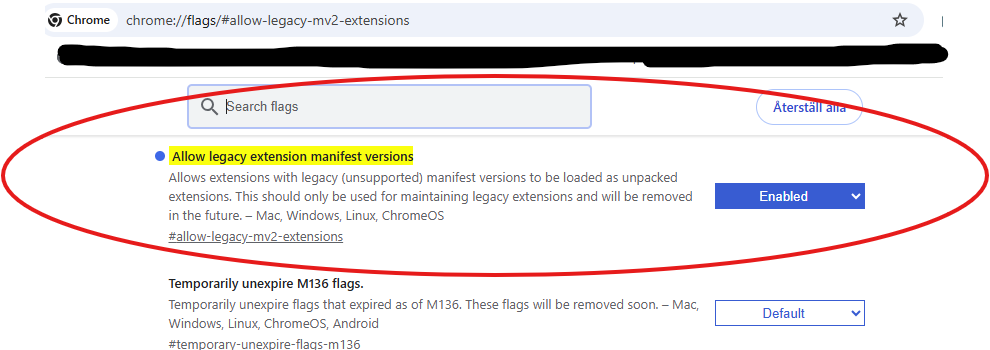 Chrome
chrome://flags/#allow-legacy-mv2-extensions
Search flags
Återställ alla
Allow legacy extension manifest versions
Allows extensions with legacy (unsupported) manifest versions to be loaded as unpacked
extensions. This should only be used for maintaining legacy extensions and will be removed
in the future. – Mac, Windows, Linux, ChromeOS
Enabled
#allow-legacy-mv2-extensions
Temporarily unexpire M136 flags.
Temporarily unexpire flags that expired as of M136. These flags will be removed soon. – Mac,
Windows, Linux, ChromeOS, Android
Default
#temporary-unexpire-flags-m136